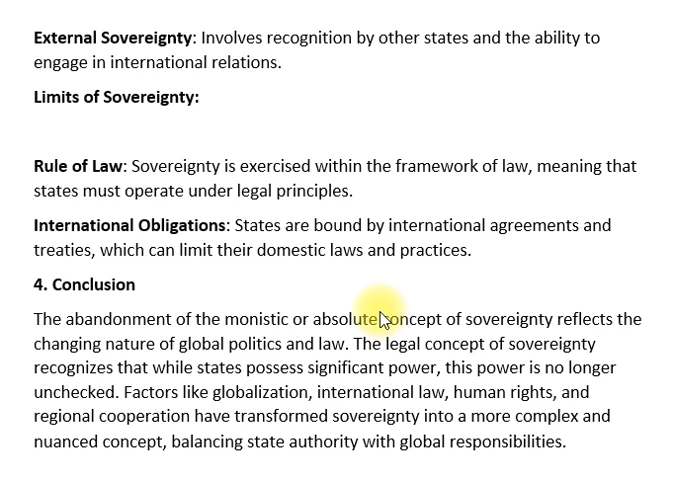 External Sovereignty: Involves recognition by other states and the ability to
engage in international relations.
Limits of Sovereignty:
Rule of Law: Sovereignty is exercised within the framework of law, meaning that
states must operate under legal principles.
International Obligations: States are bound by international agreements and
treaties, which can limit their domestic laws and practices.
4. Conclusion
The abandonment of the monistic or absolute concept of sovereignty reflects the
changing nature of global politics and law. The legal concept of sovereignty
recognizes that while states possess significant power, this power is no longer
unchecked. Factors like globalization, international law, human rights, and
regional cooperation have transformed sovereignty into a more complex and
nuanced concept, balancing state authority with global responsibilities.